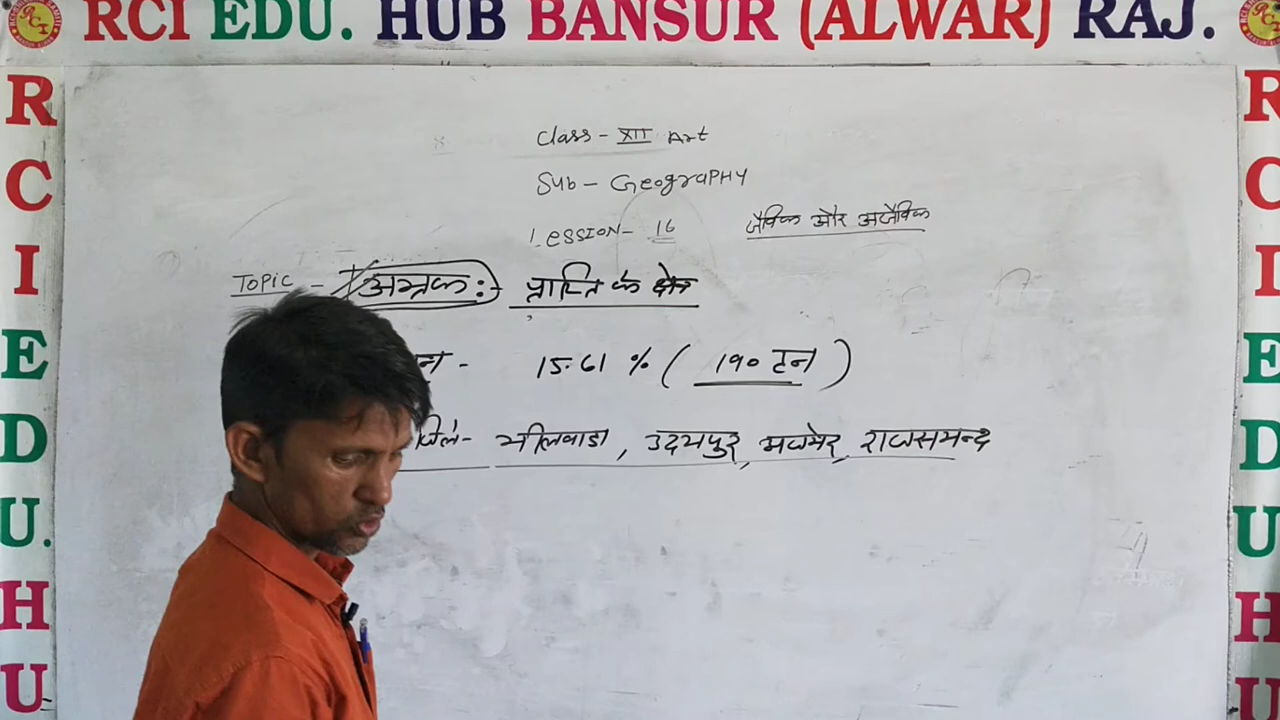 RCI EDU. HUB BANSUR (ALWAR) RAJ.
Class - XII Art
Sub - GeograPHY
LESSION - 16 जैविक और अजैविक
TOPIC - अभ्रक :- प्राप्ति के क्षेत्र
15.61 % ( 190 टन )
जिले - भीलवाडा, उदयपुर, अजमेर, राजसमन्द
R
C
I
E
D
U.
H
U
R
C
I
E
D
U
H
U